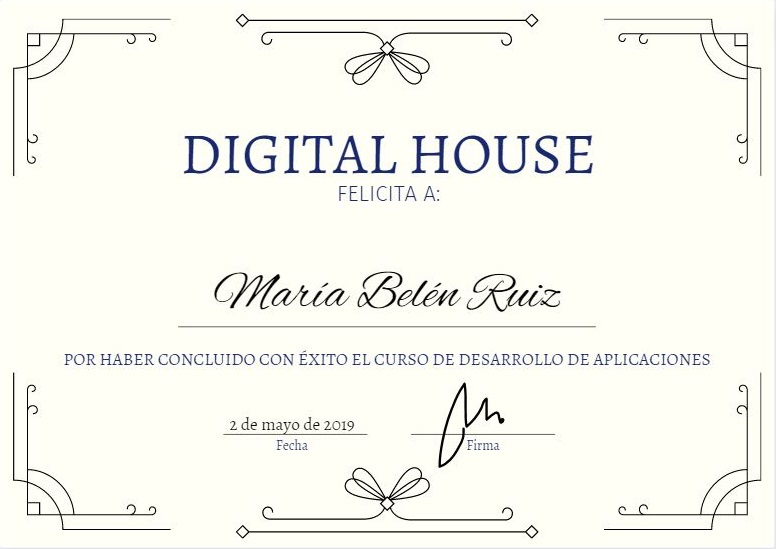 DIGITAL HOUSE
FELICITA A:
María Belén Ruiz
POR HABER CONCLUIDO CON ÉXITO EL CURSO DE DESARROLLO DE APLICACIONES
2 de mayo de 2019
Fecha
Firma